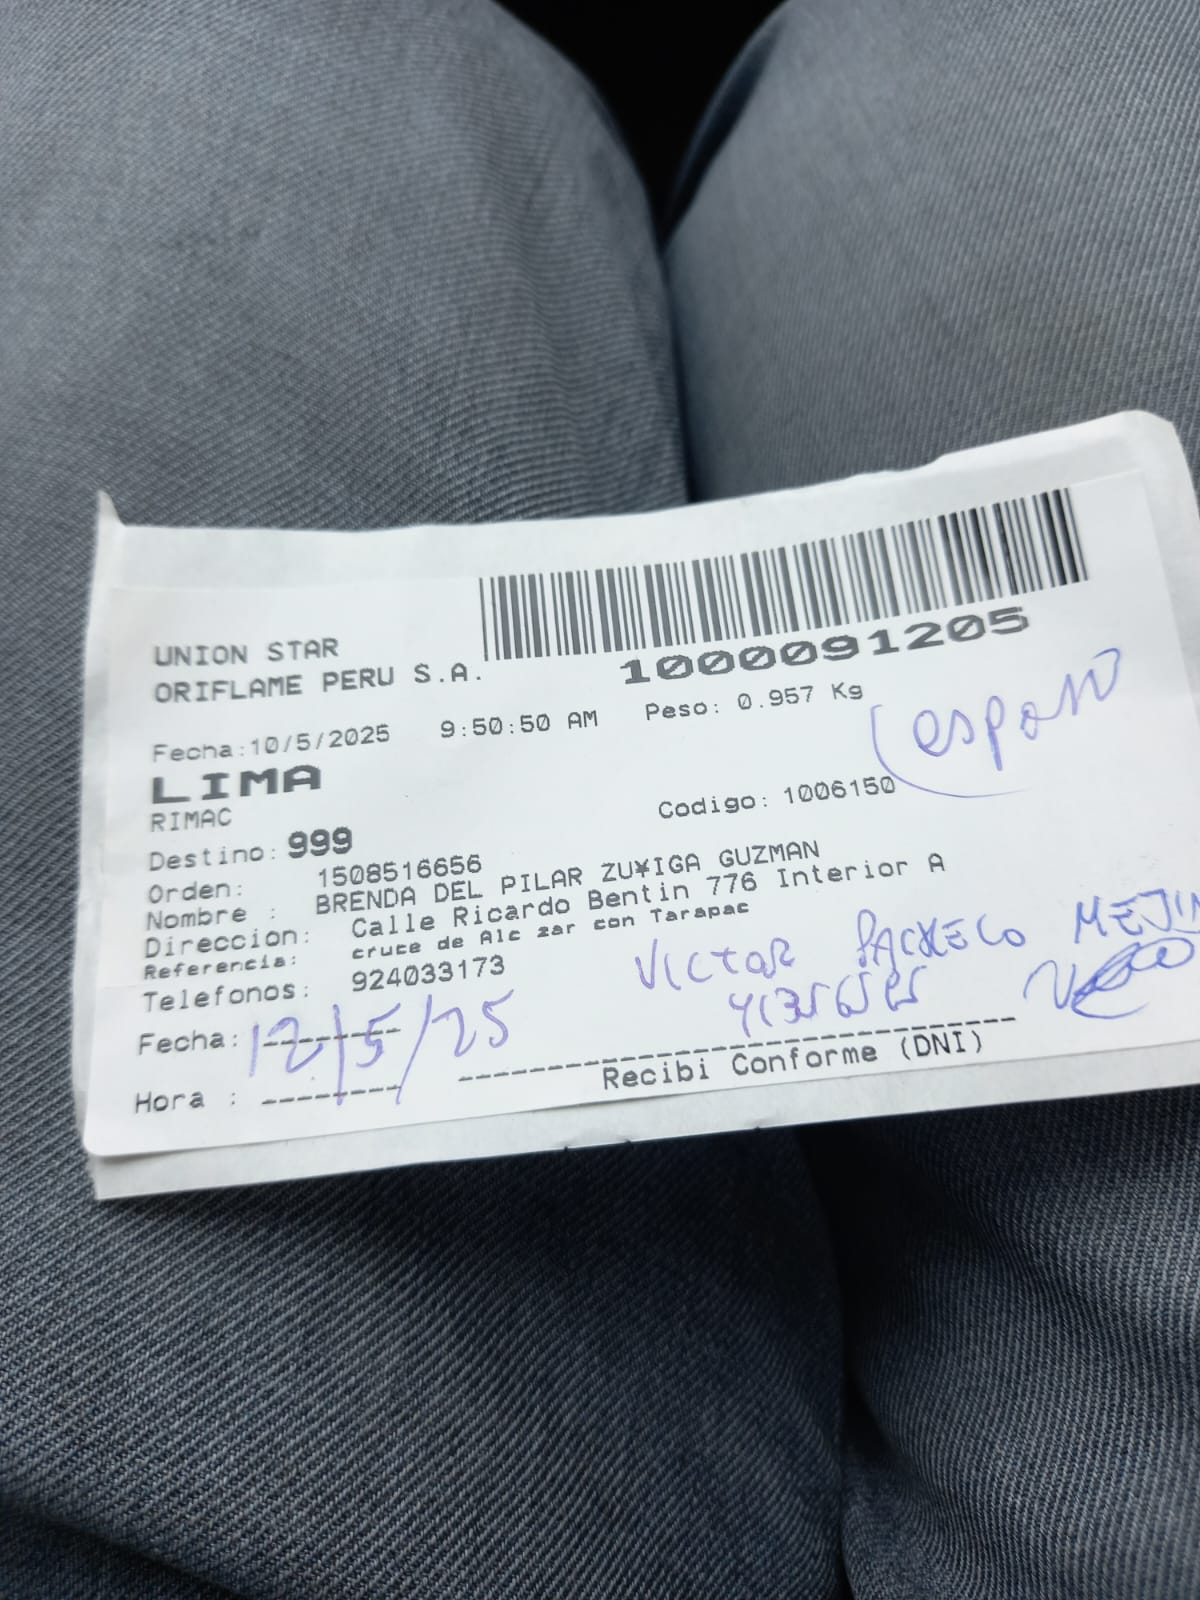 UNION STAR
ORIFLAME PERU S.A.
1000091205
Fecha:10/5/2025 9:50:50 AM Peso: 0.957 Kg
(esposo
LIMA
RIMAC
Codigo: 1006150
Destino: 999
Orden: 1508516656
Nombre : BRENDA DEL PILAR ZU¥IGA GUZMAN
Direccion: Calle Ricardo Bentin 776 Interior A
Referencia: cruce de Alc zar con Tarapac
Telefonos: 924033173
VICTOR PACHECO
Fecha: 12/5/25
Hora :
Recibi Conforme (DNI)